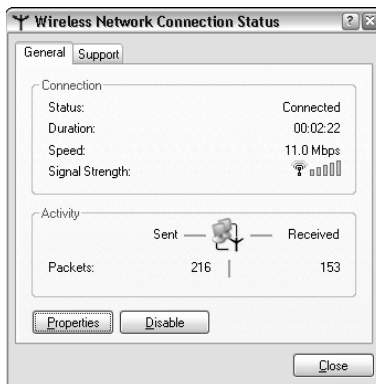 Wireless Network Connection Status
General Support
Connection
Status: Connected
Duration: 00:02:22
Speed: 11.0 Mbps
Signal Strength:
Activity
Sent Received
Packets: 216 153
Properties Disable
Close